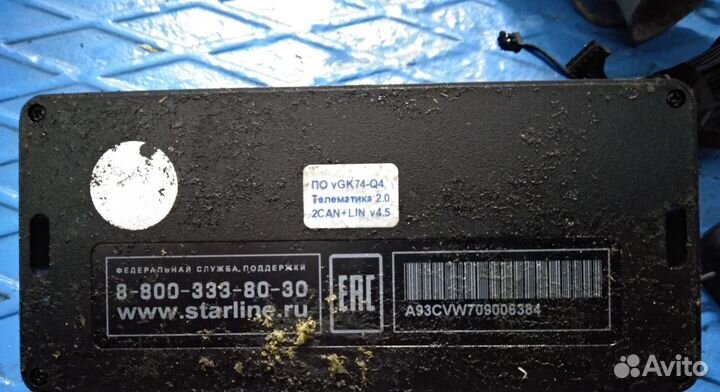 ПО vGK74-Q4
Телематика 2.0
2CAN+LIN v4.5
ФЕДЕРАЛЬНАЯ СЛУЖБА ПОДДЕРЖКИ
8-800-333-80-30
www.starline.ru
EAC
A93CVW709006384
Avito